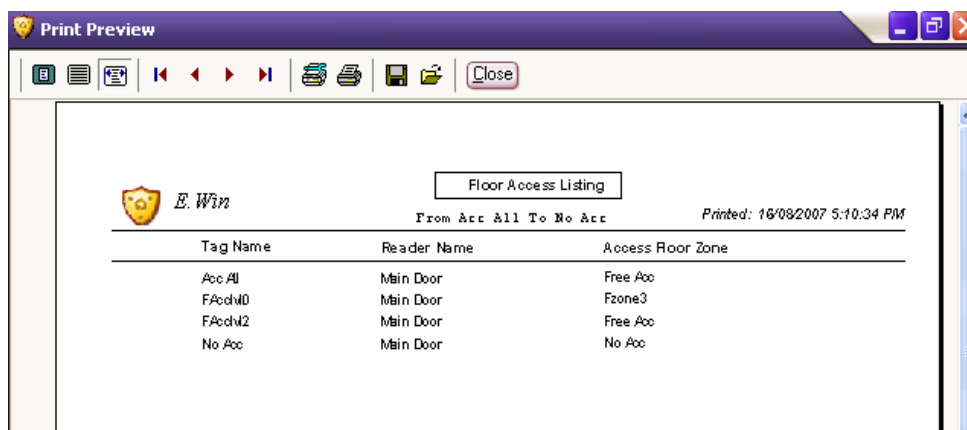 Print Preview
Close
E. Win
Floor Access Listing
From Acc All To No Acc
Printed: 16/08/2007 5:10:34 PM
Tag Name Reader Name Access Floor Zone
Acc All Main Door Free Acc
Main Door Fzone3
Main Door Free Acc
No Acc Main Door No Acc